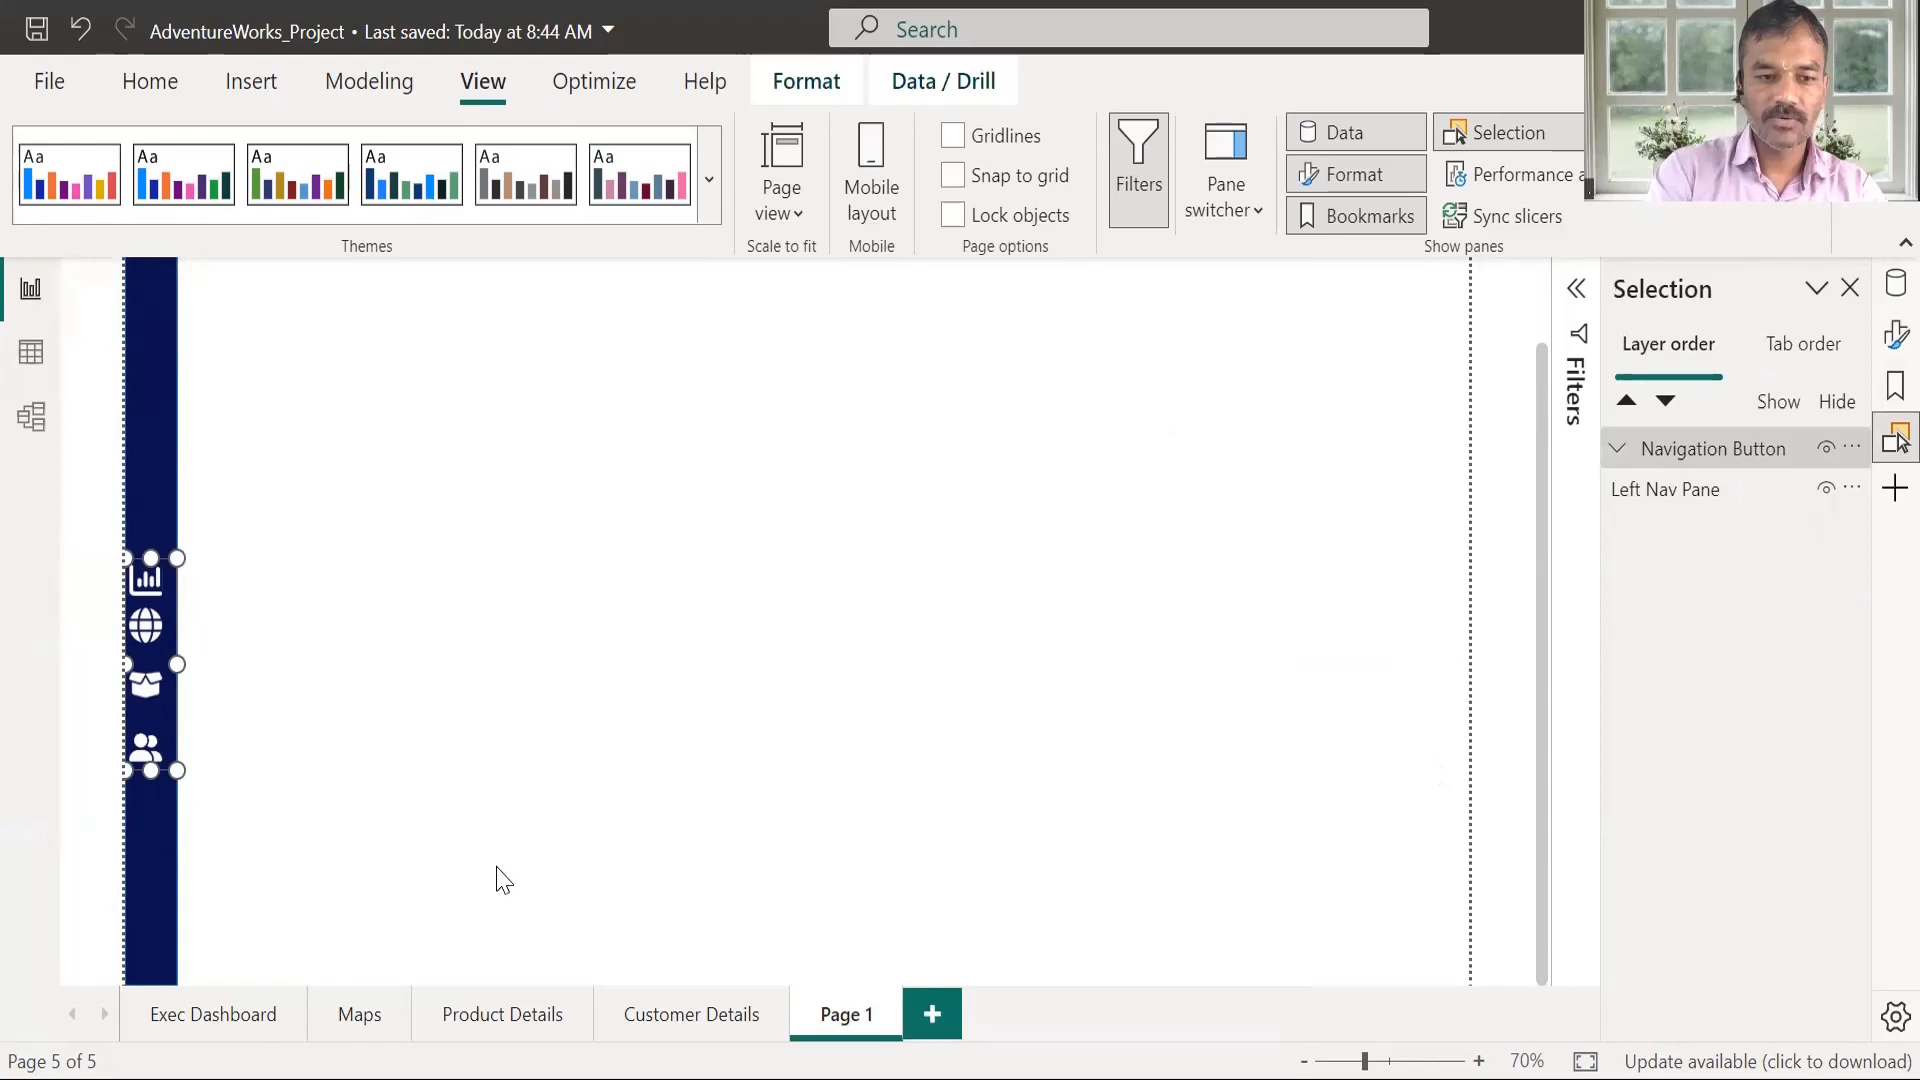 AdventureWorks_Project • Last saved: Today at 8:44 AM
Search
File Home Insert Modeling View Optimize Help Format Data / Drill
Aa Aa Aa Aa Aa Aa
Themes
Page view
Scale to fit
Mobile layout
Mobile
Gridlines
Snap to grid
Lock objects
Page options
Filters
Pane switcher
Data
Format
Bookmarks
Selection
Performance a
Sync slicers
Show panes
Filters
Selection
Layer order Tab order
Show Hide
Navigation Button
Left Nav Pane
Exec Dashboard Maps Product Details Customer Details Page 1
Page 5 of 5
70%
Update available (click to download)